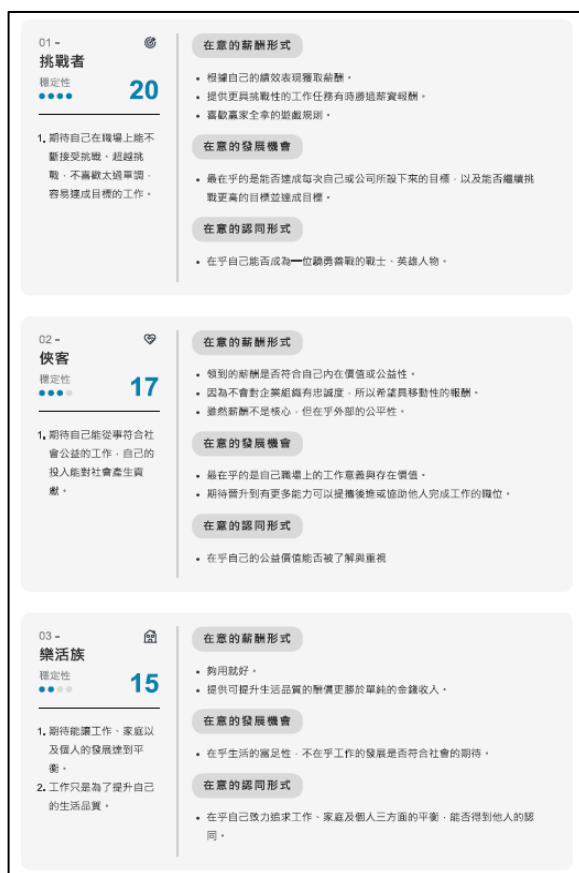 01 -
挑戰者
穩定性
20
1. 期待自己在職場上能不
斷接受挑戰、超越挑
戰，不喜歡太過單調，
容易達成目標的工作。
在意的薪酬形式
• 根據自己的績效表現獲取薪酬。
• 提供更具挑戰性的工作任務有時勝過薪資報酬。
• 喜歡贏家全拿的遊戲規則。
在意的發展機會
• 最在乎的是能否達成每次自己或公司所設下來的目標，以及能否繼續挑
戰更高的目標並達成目標。
在意的認同形式
• 在乎自己能否成為一位驍勇善戰的戰士、英雄人物。
02 -
俠客
穩定性
17
1. 期待自己能從事符合社
會公益的工作，自己的
投入能對社會產生貢
獻。
在意的薪酬形式
• 領到的薪酬是否符合自己內在價值或公益性。
• 因為不會對企業組織有忠誠度，所以希望具移動性的報酬。
• 雖然薪酬不是核心，但在乎外部的公平性。
在意的發展機會
• 最在乎的是自己職場上的工作意義與存在價值。
• 期待晉升到有更多能力可以提攜後進或協助他人完成工作的職位。
在意的認同形式
• 在乎自己的公益價值能否被了解與重視
03 -
樂活族
穩定性
15
1. 期待能讓工作、家庭以
及個人的發展達到平
衡。
2. 工作只是為了提升自己
的生活品質。
在意的薪酬形式
• 夠用就好。
• 提供可提升生活品質的酬償更勝於單純的金錢收入。
在意的發展機會
• 在乎生活的富足性，不在乎工作的發展是否符合社會的期待。
在意的認同形式
• 在乎自己致力追求工作、家庭及個人三方面的平衡，能否得到他人的認
同。